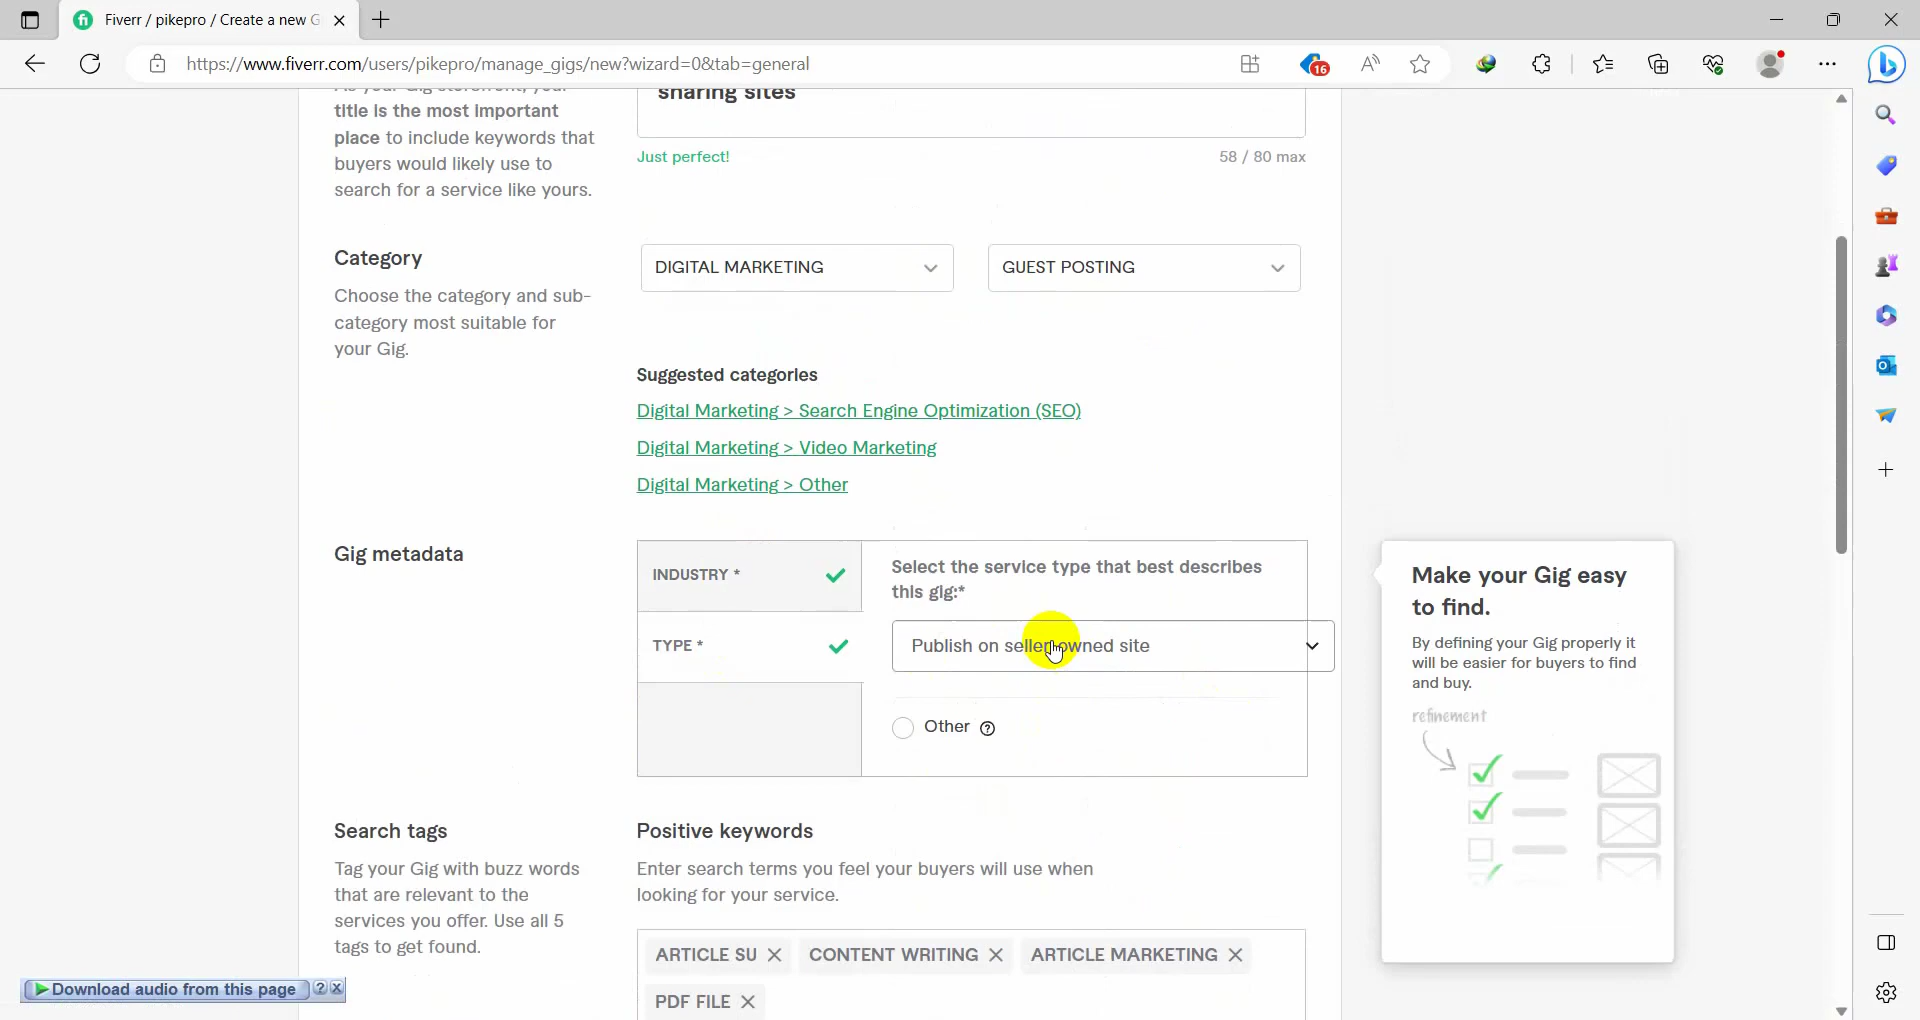 Fiverr / pikepro / Create a new G
https://www.fiverr.com/users/pikepro/manage_gigs/new?wizard=0&tab=general
16
As your Gig storefront, your
title is the most important
place to include keywords that
buyers would likely use to
search for a service like yours.
sharing sites
Just perfect!
58 / 80 max
Category
Choose the category and sub-
category most suitable for
your Gig.
DIGITAL MARKETING
GUEST POSTING
Suggested categories
Digital Marketing > Search Engine Optimization (SEO)
Digital Marketing > Video Marketing
Digital Marketing > Other
Gig metadata
INDUSTRY *
TYPE *
Select the service type that best describes
this gig:*
Publish on seller owned site
Other
Make your Gig easy
to find.
By defining your Gig properly it
will be easier for buyers to find
and buy.
refinement
Search tags
Tag your Gig with buzz words
that are relevant to the
services you offer. Use all 5
tags to get found.
Positive keywords
Enter search terms you feel your buyers will use when
looking for your service.
ARTICLE SU
CONTENT WRITING
ARTICLE MARKETING
PDF FILE
Download audio from this page